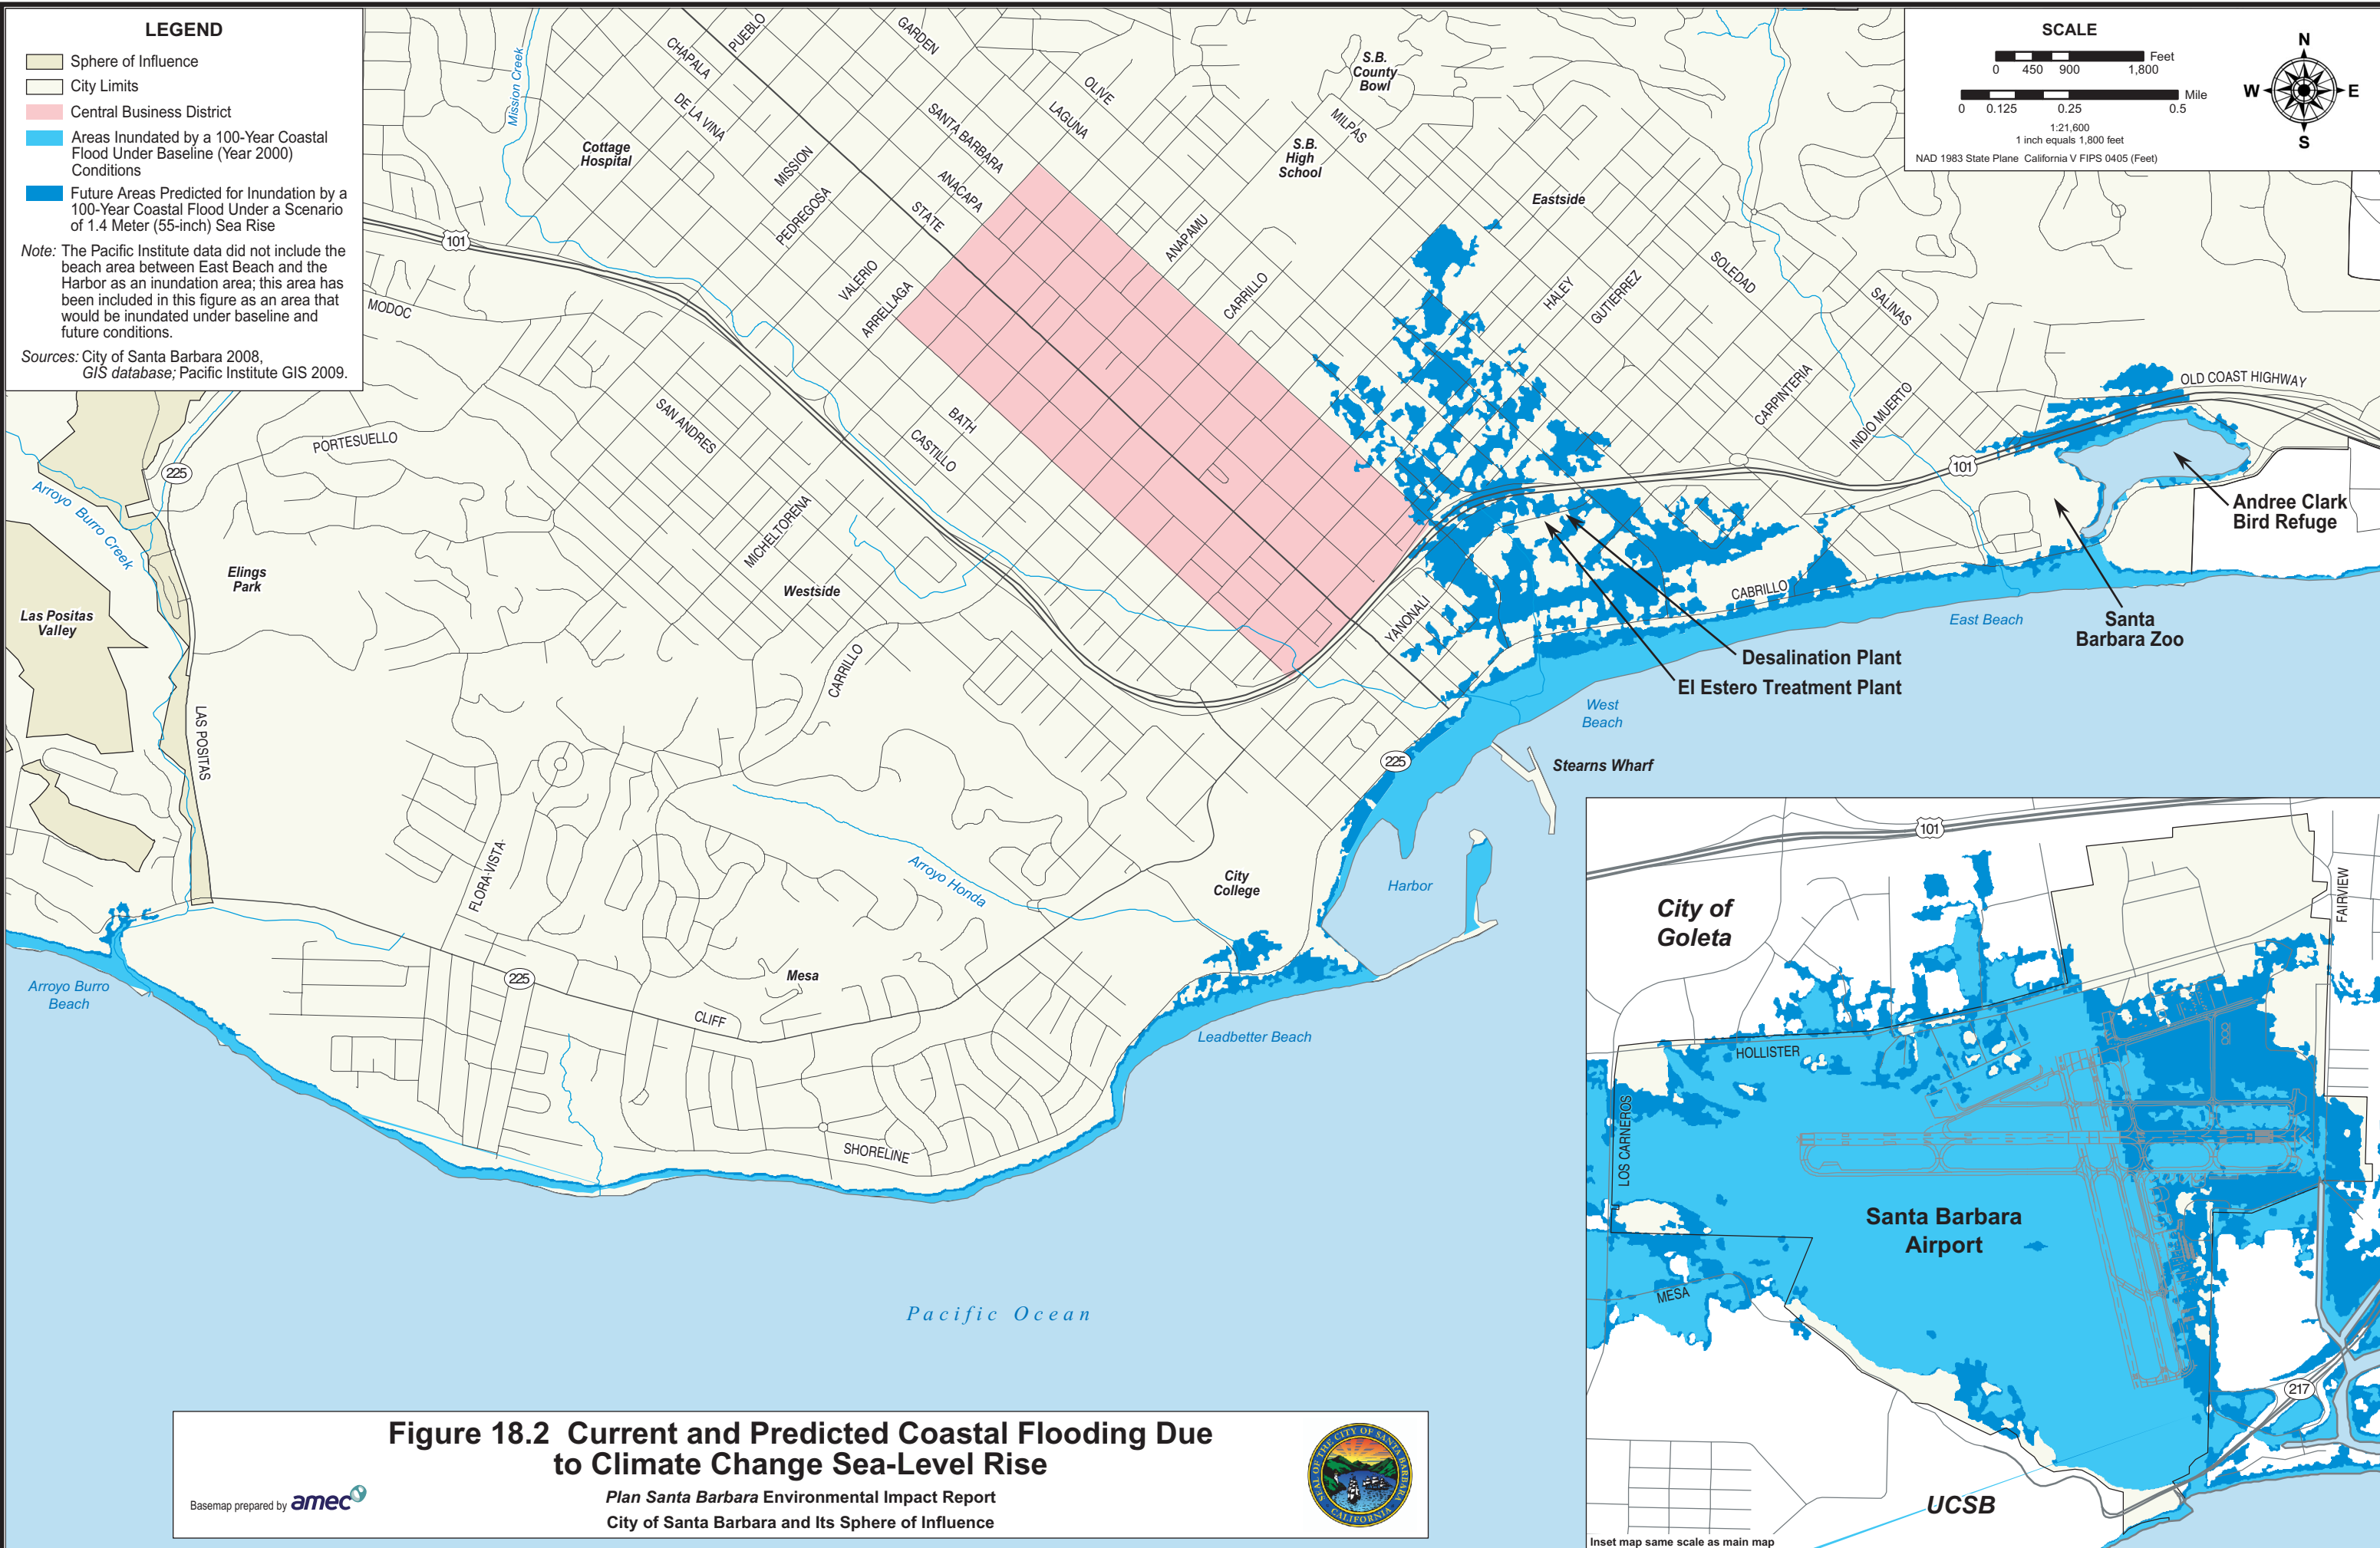 LEGEND
Sphere of Influence
City Limits
Central Business District
Areas Inundated by a 100-Year Coastal
Flood Under Baseline (Year 2000)
Conditions
Future Areas Predicted for Inundation by a
100-Year Coastal Flood Under a Scenario
of 1.4 Meter (55-inch) Sea Rise
Note: The Pacific Institute data did not include the
beach area between East Beach and the
Harbor as an inundation area; this area has
been included in this figure as an area that
would be inundated under baseline and
future conditions.
Sources: City of Santa Barbara 2008,
GIS database; Pacific Institute GIS 2009.
SCALE
Feet
0 450 900 1,800
Mile
0 0.125 0.25 0.5
1:21,600
1 inch equals 1,800 feet
NAD 1983 State Plane California V FIPS 0405 (Feet)
N
W E
S
Mission Creek
CHAPALA
PUEBLO
GARDEN
OLIVE
LAGUNA
S.B.
County
Bowl
MILPAS
DE LA VINA
SANTA BARBARA
Cottage
Hospital
MISSION
S.B.
High
School
ANACAPA
Eastside
PEDREGOSA
STATE
101
ANAPAMU
VALERIO
ARRELLAGA
CARRILLO
HALEY
GUTIERREZ
SOLEDAD
SALINAS
MODOC
OLD COAST HIGHWAY
SAN ANDRES
BATH
CASTILLO
CARPINTERIA
INDIO MUERTO
PORTESUELLO
225
101
Arroyo Burro Creek
MICHELTORENA
Andree Clark
Bird Refuge
Elings
Park
Westside
Las Positas
Valley
YANONALI
CABRILLO
East Beach
Santa
Barbara Zoo
Desalination Plant
El Estero Treatment Plant
CARRILLO
LAS POSITAS
West
Beach
225
Stearns Wharf
FLORA VISTA
Arroyo Honda
City
College
Harbor
Arroyo Burro
Beach
225
Mesa
CLIFF
Leadbetter Beach
SHORELINE
Pacific Ocean
101
City of
Goleta
FAIRVIEW
HOLLISTER
LOS CARNEROS
Santa Barbara
Airport
MESA
217
UCSB
Inset map same scale as main map
Figure 18.2 Current and Predicted Coastal Flooding Due
to Climate Change Sea-Level Rise
Plan Santa Barbara Environmental Impact Report
City of Santa Barbara and Its Sphere of Influence
Basemap prepared by amec
SEAL OF THE CITY OF SANTA BARBARA
CALIFORNIA